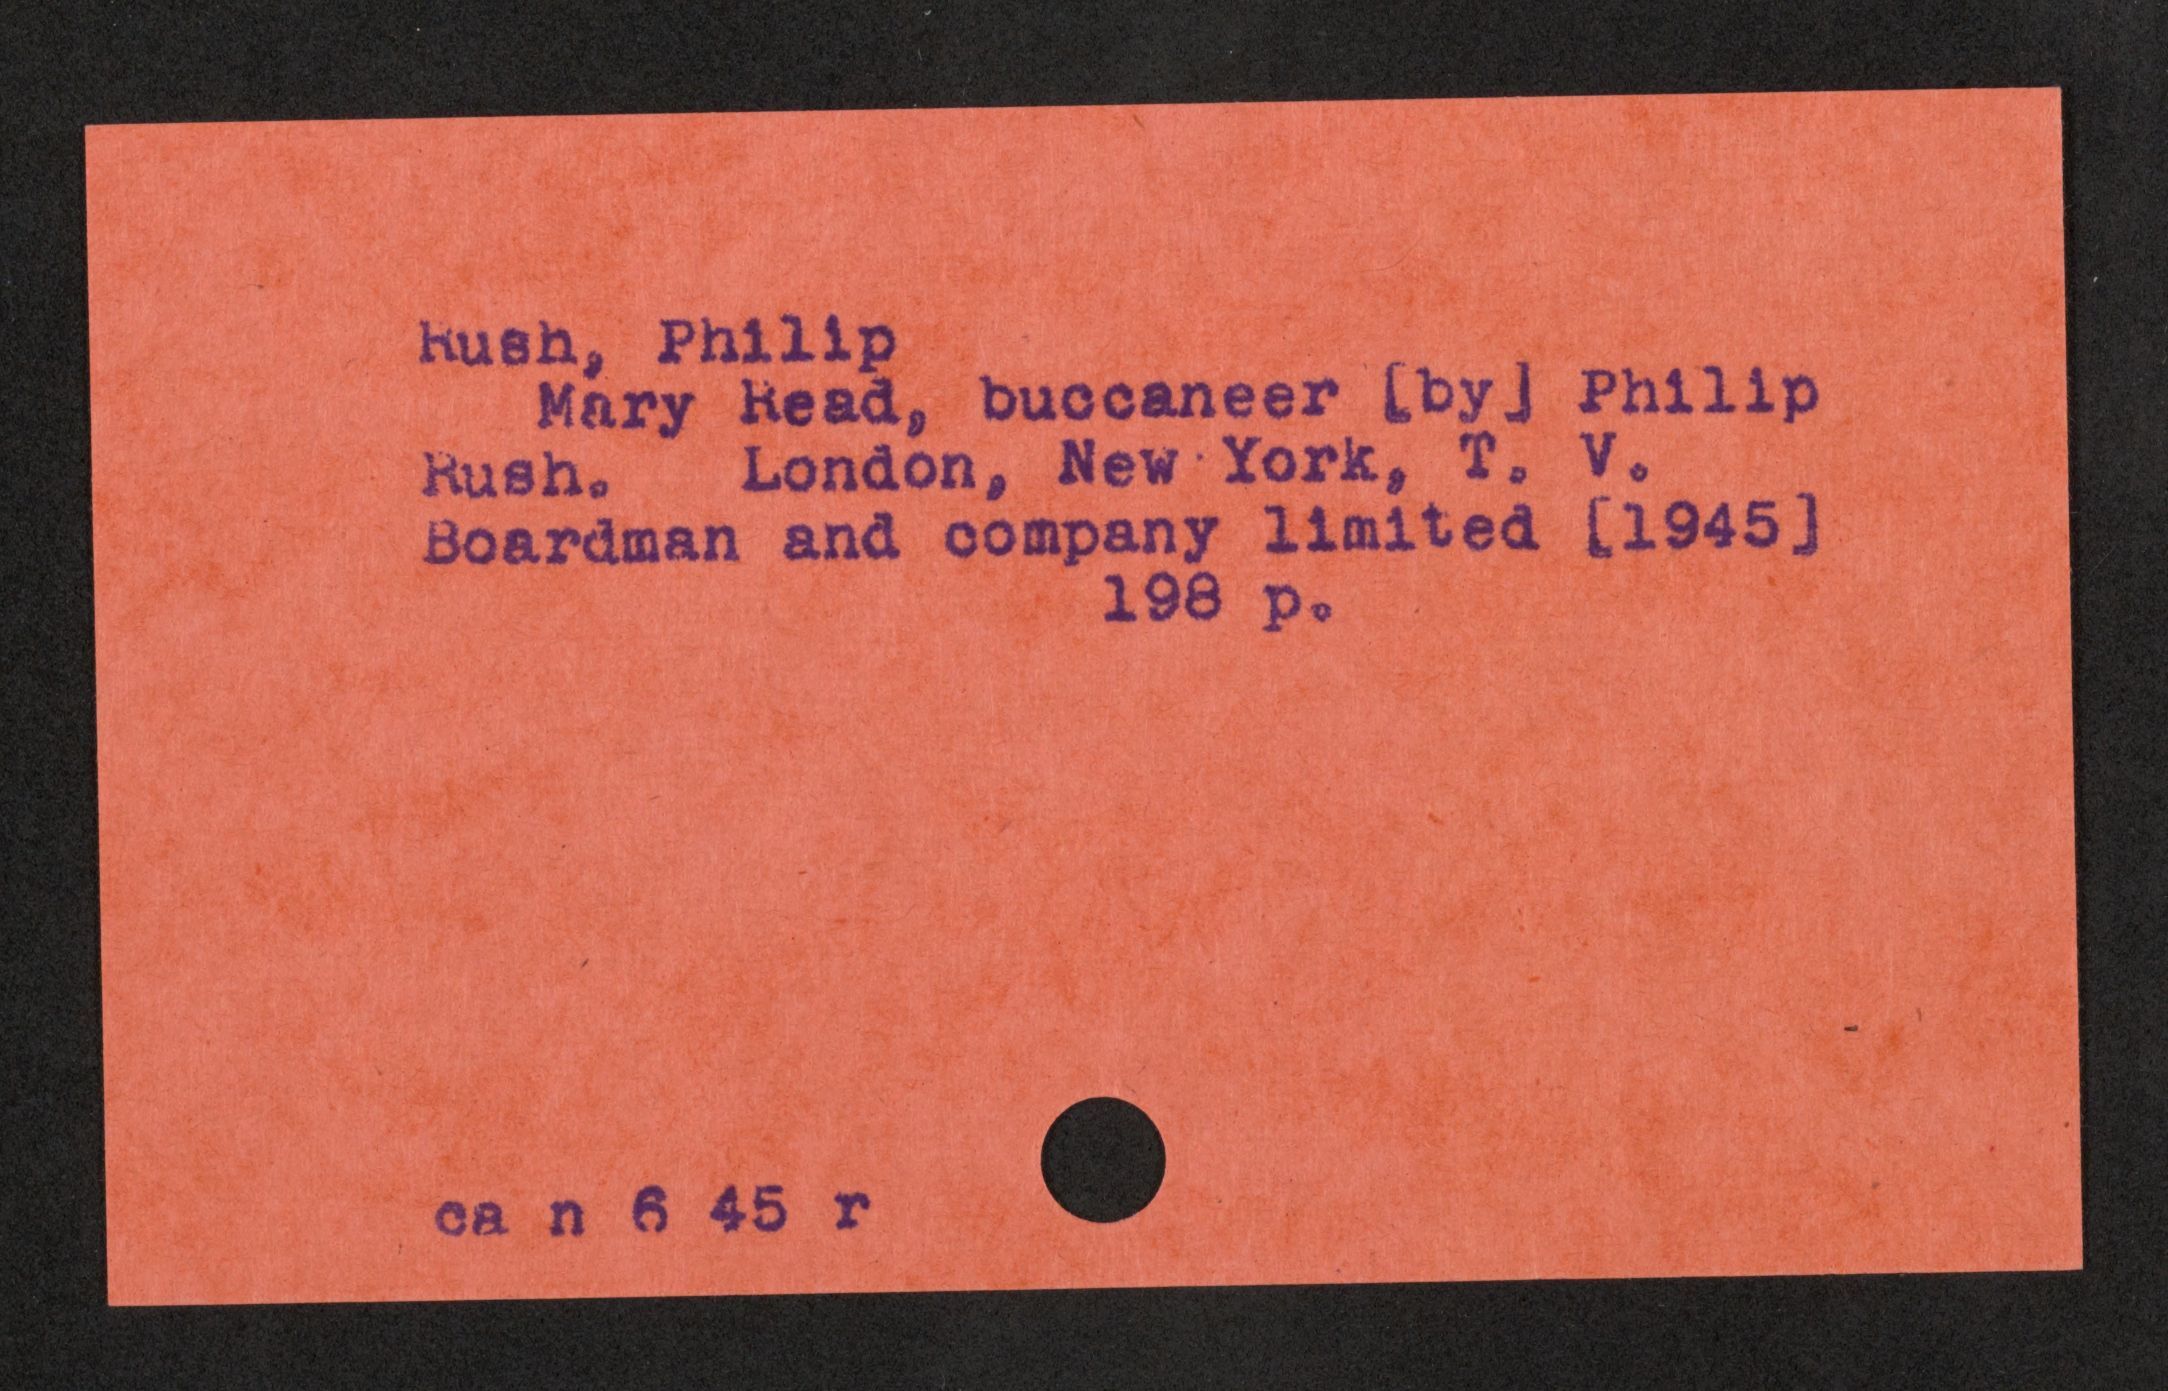 Rush, Philip
Mary Read, buccaneer [by] Philip
Rush. London, New York, T. V.
Boardman and company limited [1945]
198 p.
ca n 6 45 r